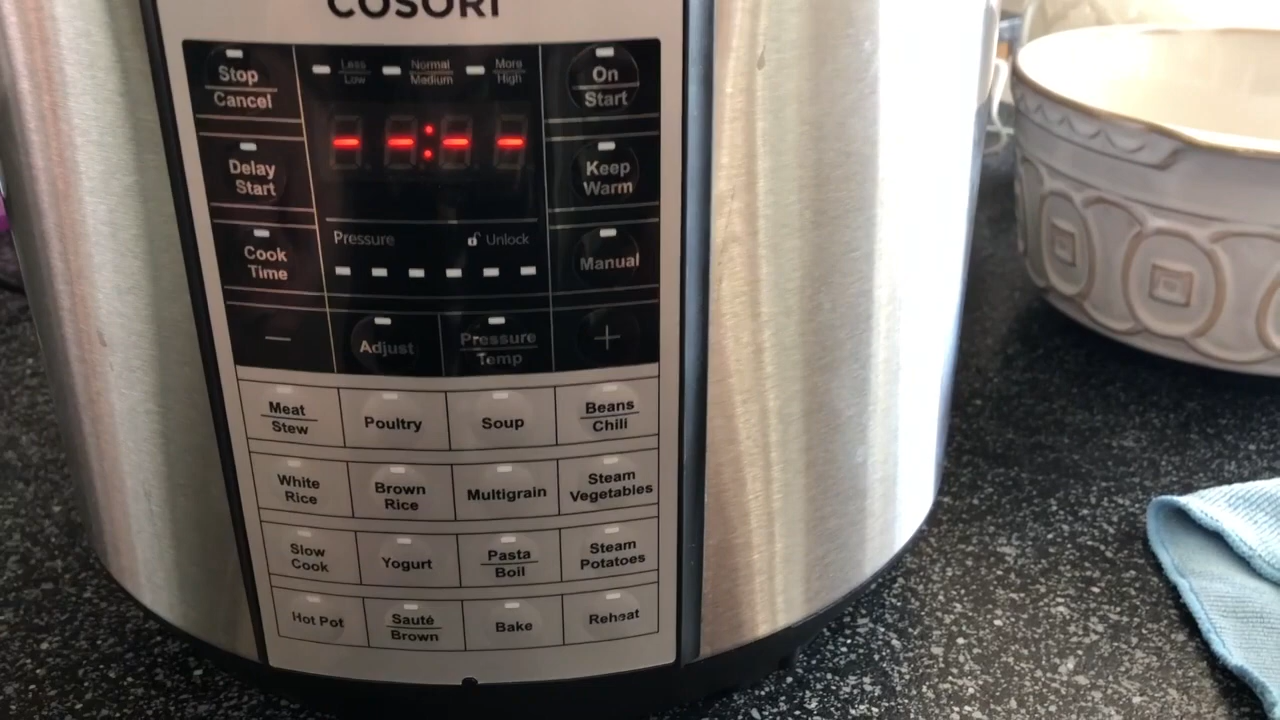 COSORI
Stop
Cancel
Less
Low
Normal
Medium
More
High
On
Start
--:--
Delay
Start
Keep
Warm
Cook
Time
Pressure
Unlock
Manual
−
Adjust
Pressure
Temp
+
Meat
Stew
Poultry
Soup
Beans
Chili
White
Rice
Brown
Rice
Multigrain
Steam
Vegetables
Slow
Cook
Yogurt
Pasta
Boil
Steam
Potatoes
Hot Pot
Sauté
Brown
Bake
Reheat